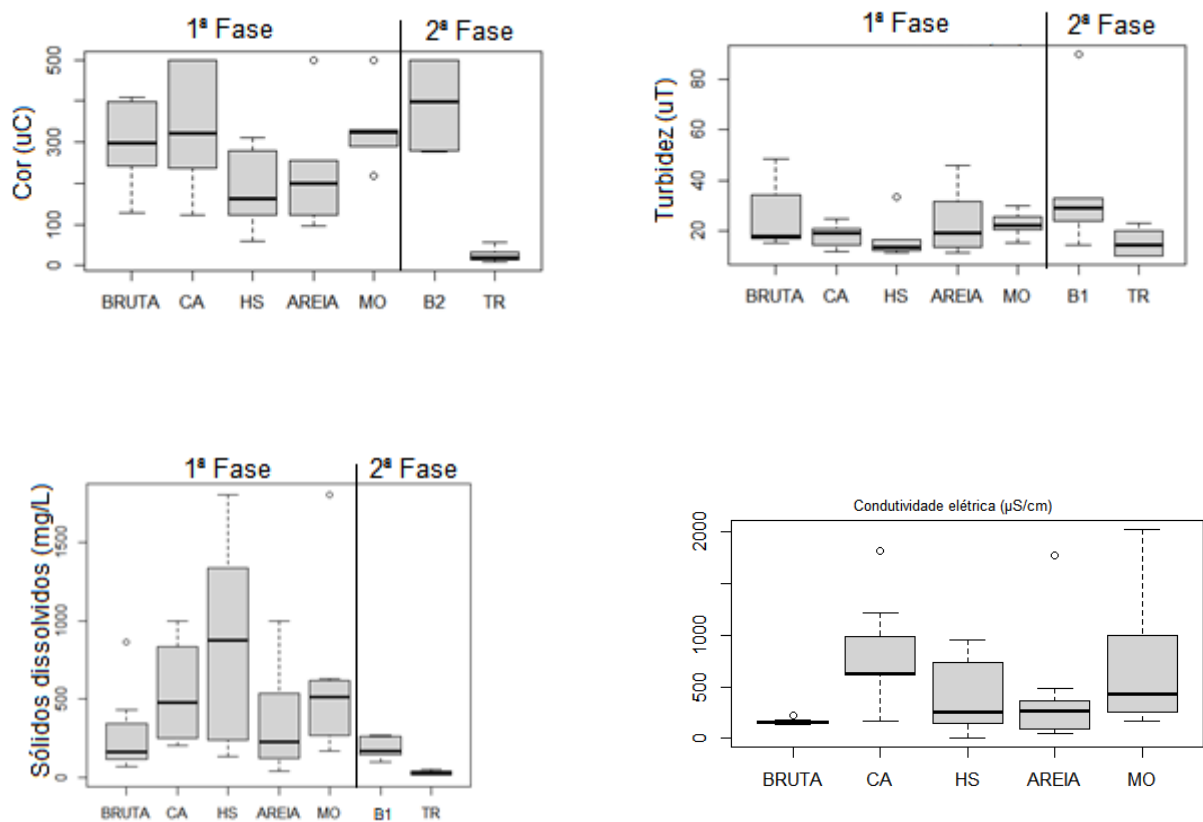 1ª Fase 2ª Fase
Cor (uC)
500
300
100
0
BRUTA CA HS AREIA MO B2 TR
1ª Fase 2ª Fase
Turbidez (uT)
80
60
40
20
BRUTA CA HS AREIA MO B1 TR
1ª Fase 2ª Fase
Sólidos dissolvidos (mg/L)
1500
1000
500
0
BRUTA CA HS AREIA MO B1 TR
Condutividade elétrica (µS/cm)
2000
1000
500
0
BRUTA CA HS AREIA MO